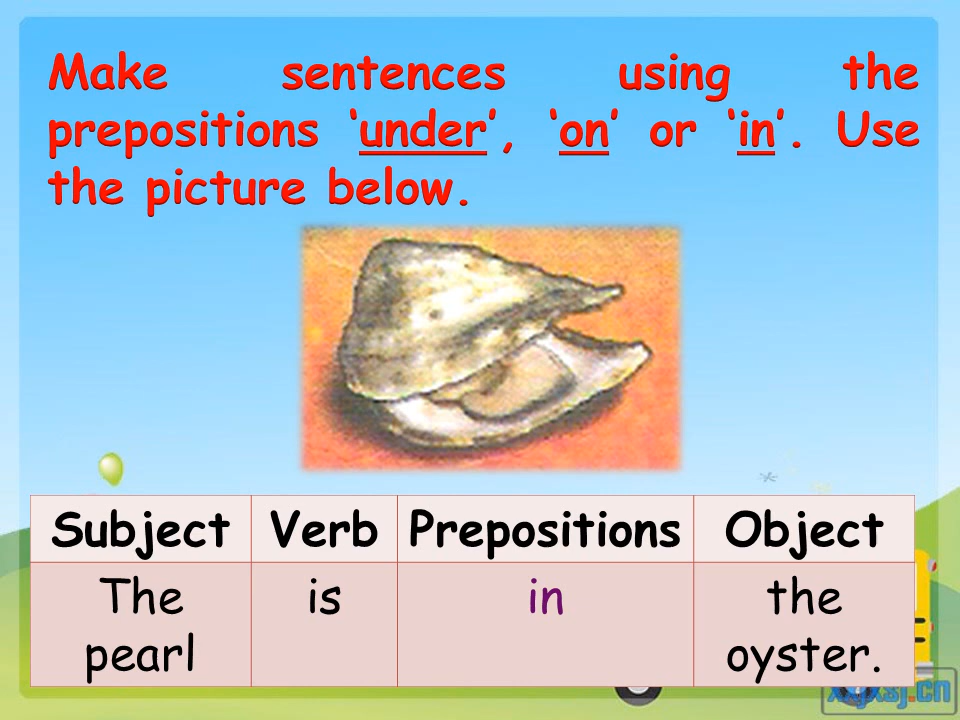 Make sentences using the
prepositions ‘under’, ‘on’ or ‘in’. Use
the picture below.
Subject Verb Prepositions Object
The is in the
pearl oyster.